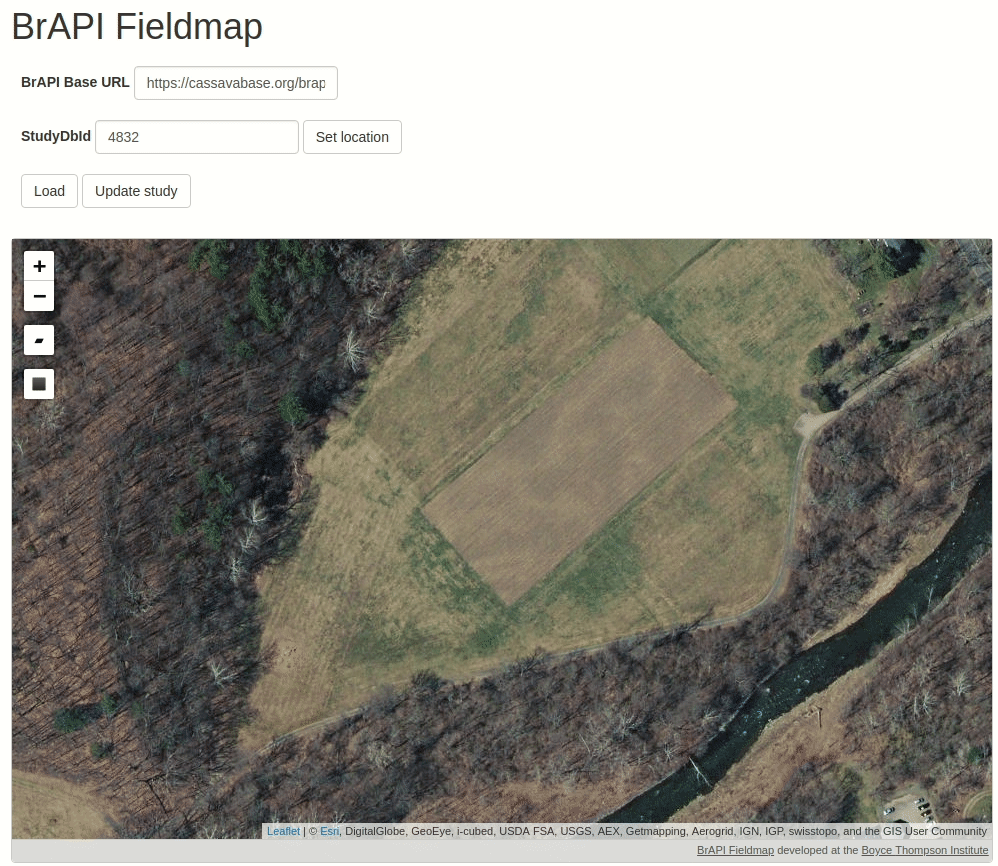 BrAPI Fieldmap
BrAPI Base URL https://cassavabase.org/brap
StudyDbId 4832 Set location
Load Update study
+
−
Leaflet | © Esri, DigitalGlobe, GeoEye, i-cubed, USDA FSA, USGS, AEX, Getmapping, Aerogrid, IGN, IGP, swisstopo, and the GIS User Community
BrAPI Fieldmap developed at the Boyce Thompson Institute